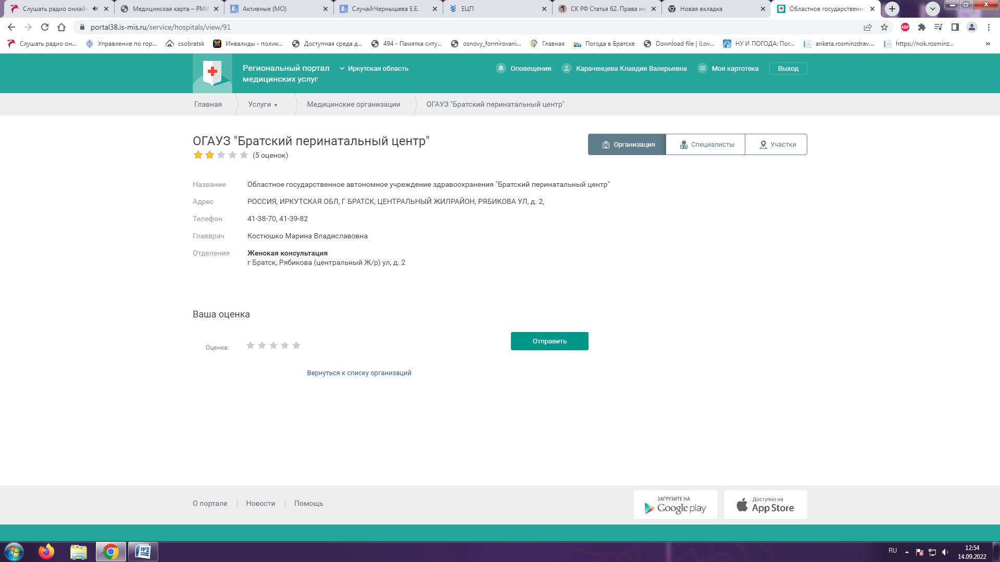 Слушать радио онлайн
Медицинская карта – РМИ
Активные (МО)
Случай:Чернышева Е.Е.
ЕЦП
СК РФ Статья 62. Права не
Новая вкладка
Областное государственно
portal38.is-mis.ru/service/hospitals/view/91
ABP
Слушать радио он...
Управление по гор...
csobratsk
Инвалиды - полик...
Доступная среда д...
494 - Памятка ситу...
osnovy_formirovani...
Главная
Погода в Братске
Download file | iLov...
НУ И ПОГОДА: Пог...
anketa.rosminzdrav....
https://nok.rosminz...
»
Региональный портал
медицинских услуг
Иркутская область
Оповещения
Караченцева Клавдия Валерьевна
Моя картотека
Выход
Главная
Услуги ▾
Медицинские организации
ОГАУЗ "Братский перинатальный центр"
ОГАУЗ "Братский перинатальный центр"
(5 оценок)
Организация
Специалисты
Участки
Название Областное государственное автономное учреждение здравоохранения "Братский перинатальный центр"
Адрес РОССИЯ, ИРКУТСКАЯ ОБЛ, Г БРАТСК, ЦЕНТРАЛЬНЫЙ ЖИЛРАЙОН, РЯБИКОВА УЛ, д. 2,
Телефон 41-38-70, 41-39-82
Главврач Костюшко Марина Владиславовна
Отделения Женская консультация
г Братск, Рябикова (центральный Ж/р) ул, д. 2
Ваша оценка
Оценка:
Отправить
Вернуться к списку организаций
О портале
Новости
Помощь
ЗАГРУЗИТЕ НА
Google play
Доступно на
App Store
RU
12:54
14.09.2022